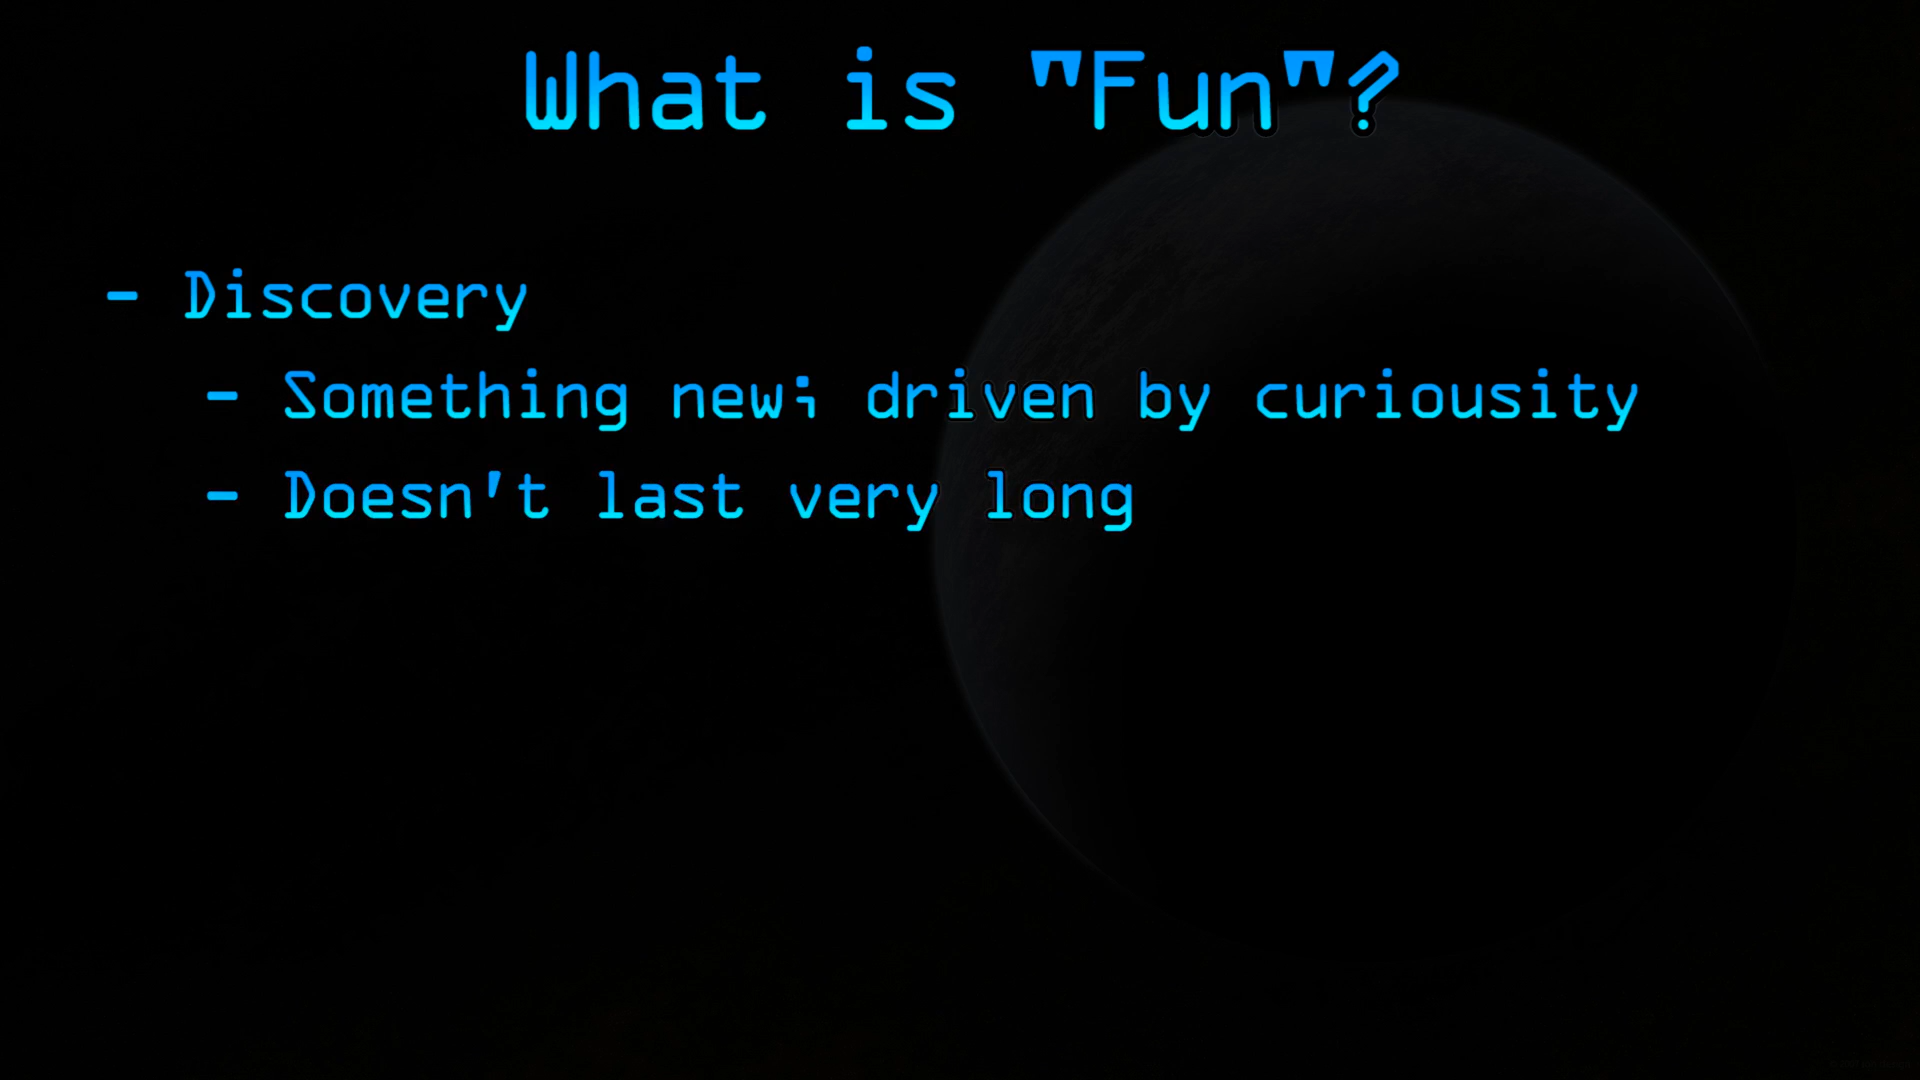 What is "Fun"?
- Discovery
- Something new; driven by curiousity
- Doesn't last very long